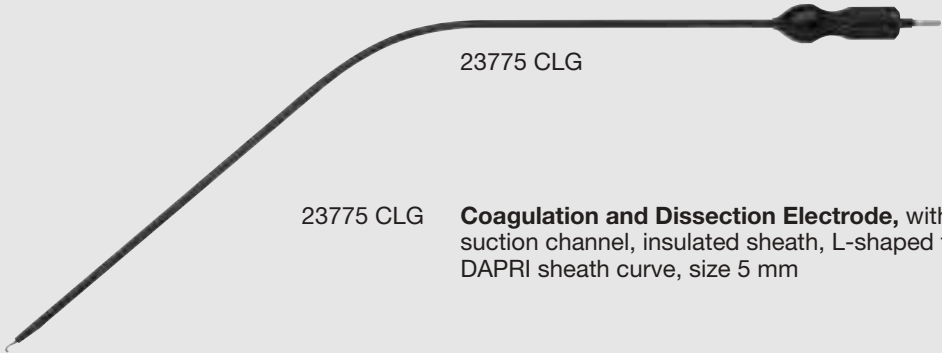 23775 CLG
23775 CLG Coagulation and Dissection Electrode, with
suction channel, insulated sheath, L-shaped
DAPRI sheath curve, size 5 mm